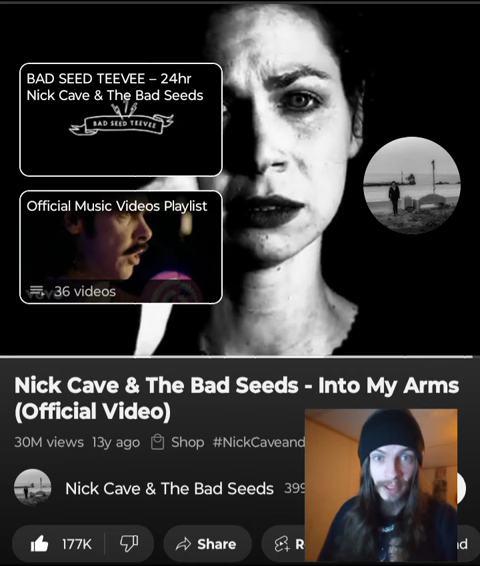 BAD SEED TEEVEE – 24hr
Nick Cave & The Bad Seeds
BAD SEED TEEVEE
Official Music Videos Playlist
36 videos
Nick Cave & The Bad Seeds - Into My Arms
(Official Video)
30M views 13y ago Shop #NickCaveand
Nick Cave & The Bad Seeds 399
177K Share R nd